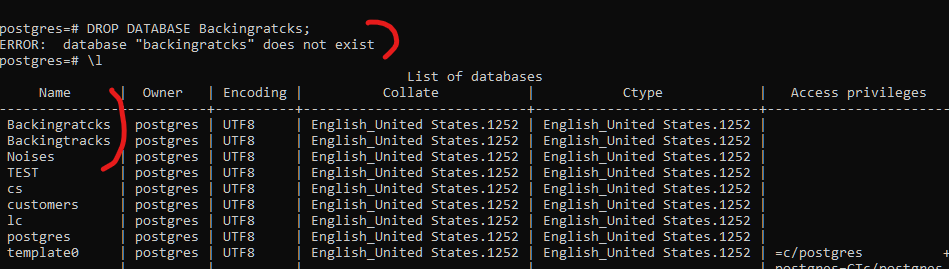 postgres=# DROP DATABASE Backingratcks;
ERROR:  database "backingratcks" does not exist
postgres=# \l
List of databases
Name | Owner | Encoding | Collate | Ctype | Access privileges
--------------+----------+----------+----------------------------+----------------------------+-----------------------
Backingratcks | postgres | UTF8 | English_United States.1252 | English_United States.1252 |
Backingtracks | postgres | UTF8 | English_United States.1252 | English_United States.1252 |
Noises | postgres | UTF8 | English_United States.1252 | English_United States.1252 |
TEST | postgres | UTF8 | English_United States.1252 | English_United States.1252 |
cs | postgres | UTF8 | English_United States.1252 | English_United States.1252 |
customers | postgres | UTF8 | English_United States.1252 | English_United States.1252 |
lc | postgres | UTF8 | English_United States.1252 | English_United States.1252 |
postgres | postgres | UTF8 | English_United States.1252 | English_United States.1252 |
template0 | postgres | UTF8 | English_United States.1252 | English_United States.1252 | =c/postgres +
postgres=CTc/postgres